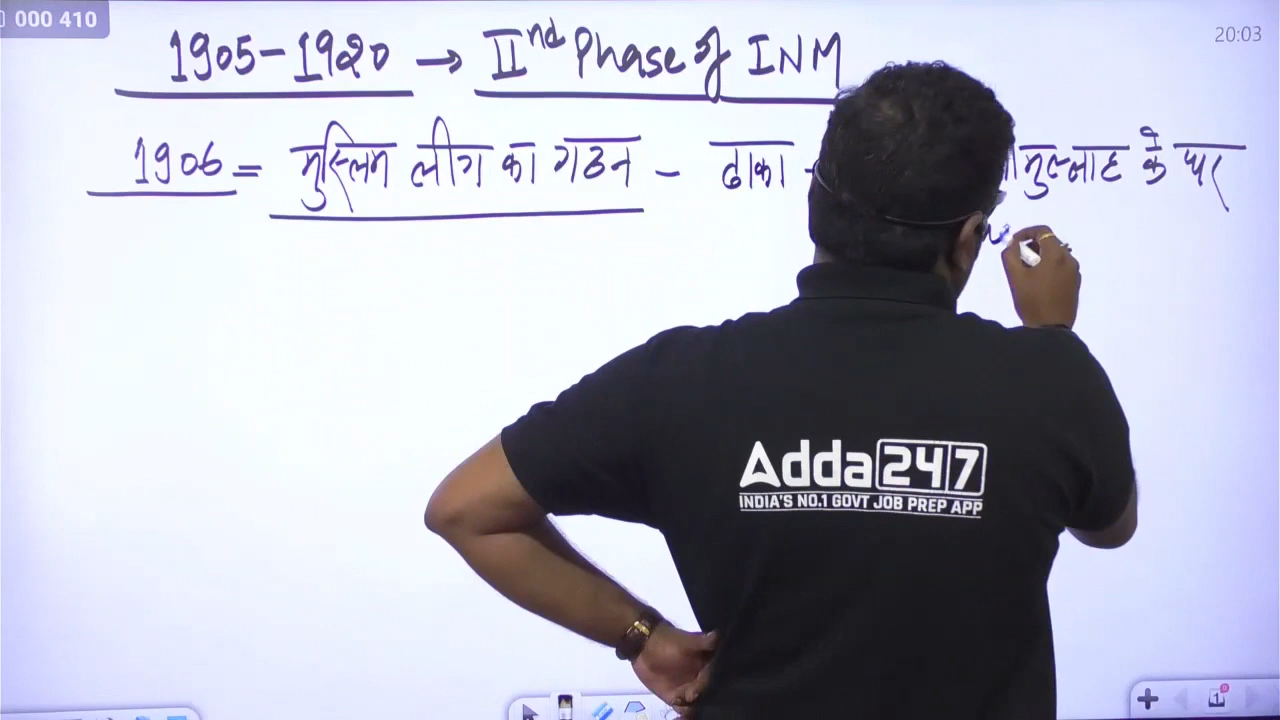 000 410
20:03
1905-1920 → IInd Phase of INM
1906 = मुस्लिम लीग का गठन - ढाका - मुल्लाह के घर
Adda247
INDIA'S NO.1 GOVT JOB PREP APP
1